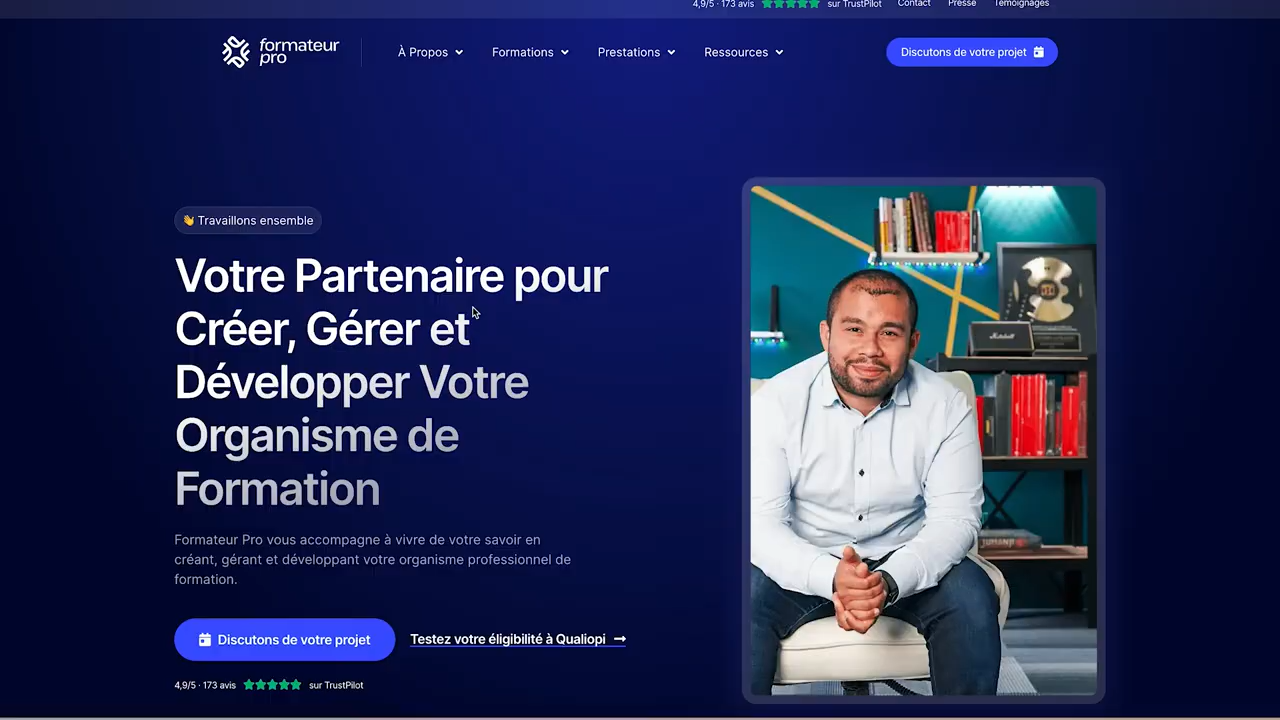 4,9/5 · 173 avis sur TrustPilot Contact Presse Témoignages
formateur
pro
À Propos Formations Prestations Ressources Discutons de votre projet
👋 Travaillons ensemble
Votre Partenaire pour
Créer, Gérer et
Développer Votre
Organisme de
Formation
Formateur Pro vous accompagne à vivre de votre savoir en
créant, gérant et développant votre organisme professionnel de
formation.
Discutons de votre projet Testez votre éligibilité à Qualiopi →
4,9/5 · 173 avis sur TrustPilot
Marshall
JUMANJI